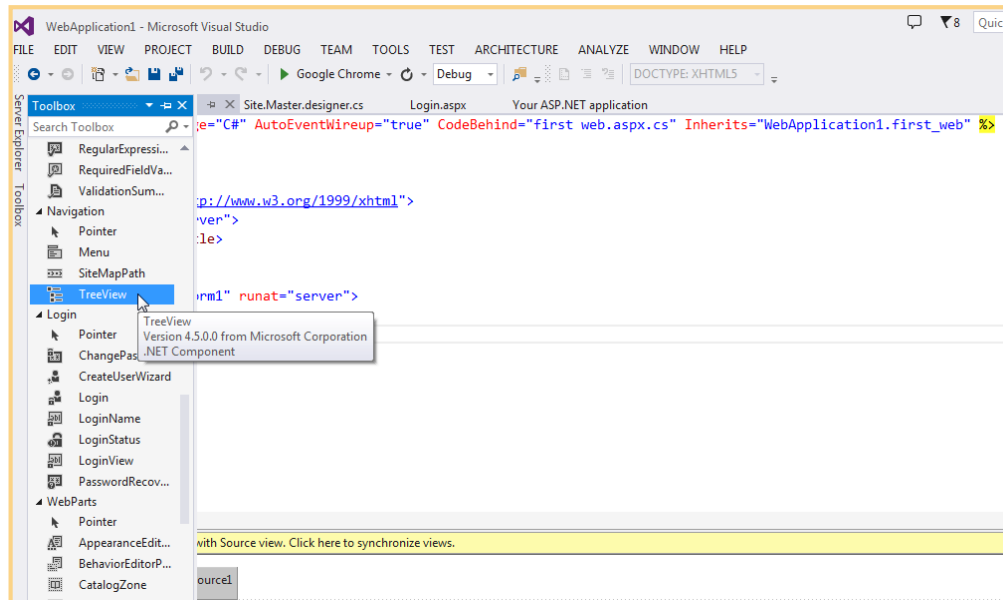 WebApplication1 - Microsoft Visual Studio
8 Quic
FILE EDIT VIEW PROJECT BUILD DEBUG TEAM TOOLS TEST ARCHITECTURE ANALYZE WINDOW HELP
Google Chrome Debug DOCTYPE: XHTML5
Server Explorer
Toolbox
Toolbox
Site.Master.designer.cs Login.aspx Your ASP.NET application
Search Toolbox
ge="C#" AutoEventWireup="true" CodeBehind="first web.aspx.cs" Inherits="WebApplication1.first_web" %>
RegularExpressi...
RequiredFieldVa...
ValidationSum...
Navigation
Pointer
Menu
SiteMapPath
TreeView
Login
Pointer
ChangePas
CreateUserWizard
Login
LoginName
LoginStatus
LoginView
PasswordRecov...
WebParts
Pointer
AppearanceEdit...
BehaviorEditorP...
CatalogZone
tp://www.w3.org/1999/xhtml">
rver">
tle>
orm1" runat="server">
TreeView
Version 4.5.0.0 from Microsoft Corporation
.NET Component
with Source view. Click here to synchronize views.
ource1